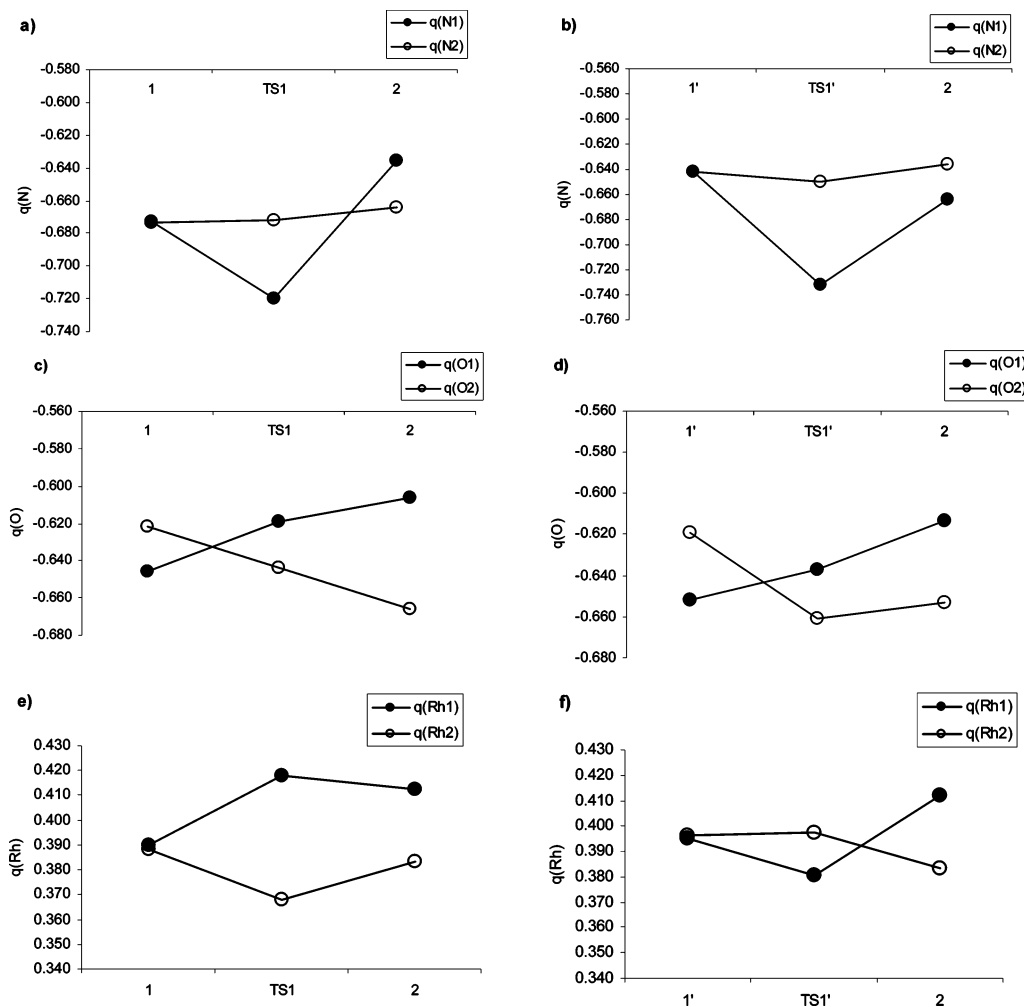 a)
q(N1)
q(N2)
-0.580
-0.600
-0.620
-0.640
-0.660
-0.680
-0.700
-0.720
-0.740
q(N)
1 TS1 2
b)
q(N1)
q(N2)
-0.560
-0.580
-0.600
-0.620
-0.640
-0.660
-0.680
-0.700
-0.720
-0.740
-0.760
q(N)
1' TS1' 2
c)
q(O1)
q(O2)
-0.560
-0.580
-0.600
-0.620
-0.640
-0.660
-0.680
q(O)
1 TS1 2
d)
q(O1)
q(O2)
-0.560
-0.580
-0.600
-0.620
-0.640
-0.660
-0.680
q(O)
1' TS1' 2
e)
q(Rh1)
q(Rh2)
0.430
0.420
0.410
0.400
0.390
0.380
0.370
0.360
0.350
0.340
q(Rh)
1 TS1 2
f)
q(Rh1)
q(Rh2)
0.430
0.420
0.410
0.400
0.390
0.380
0.370
0.360
0.350
0.340
q(Rh)
1' TS1' 2